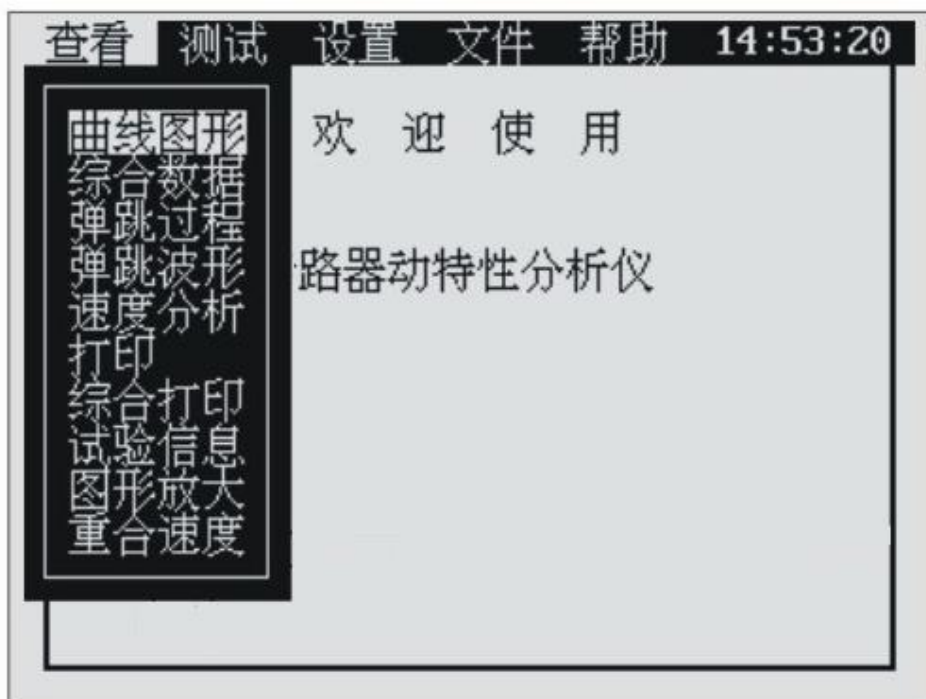 查看 测试 设置 文件 帮助 14:53:20
曲线图形
综合数据
弹跳过程
弹跳波形
速度分析
打印
综合打印
试验信息
图形放大
重合速度
欢 迎 使 用
路器动特性分析仪